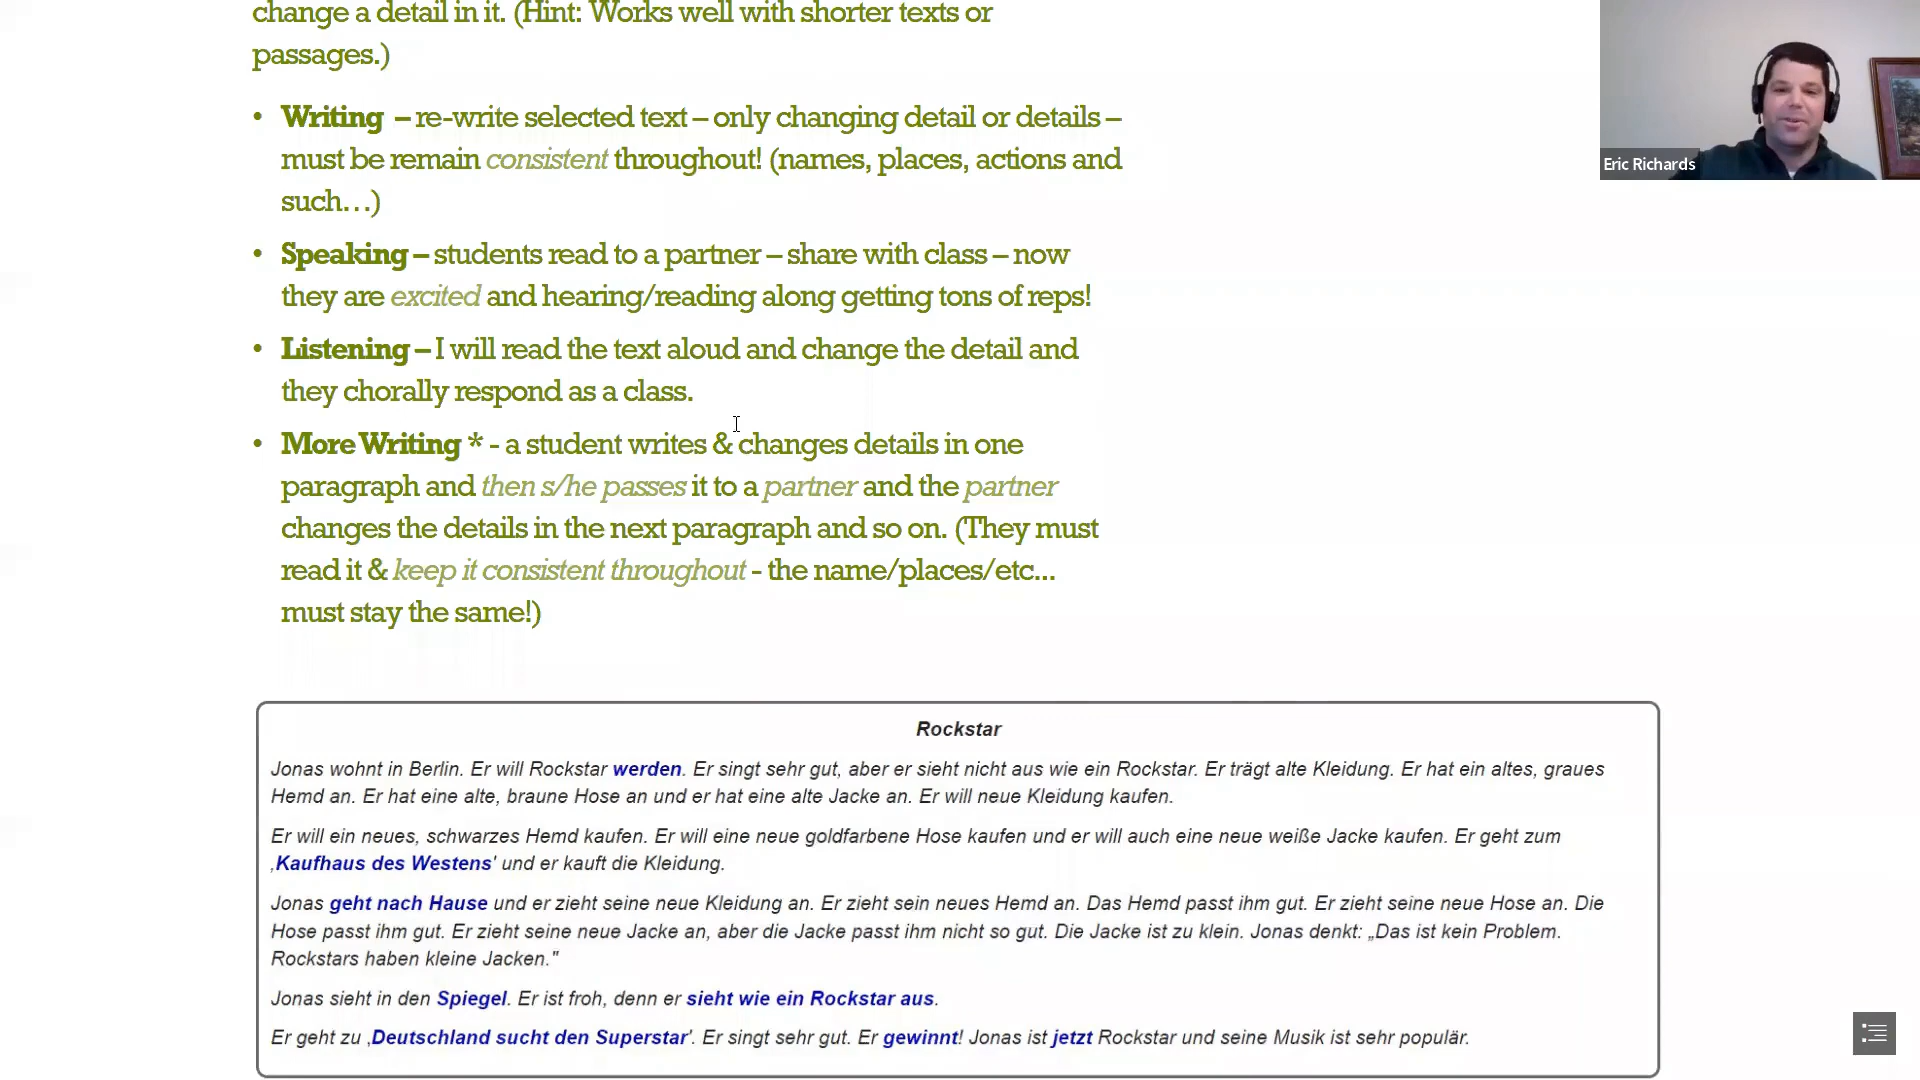 change a detail in it. (Hint: Works well with shorter texts or
passages.)
• Writing – re-write selected text – only changing detail or details –
must be remain consistent throughout! (names, places, actions and
such…)
• Speaking – students read to a partner – share with class – now
they are excited and hearing/reading along getting tons of reps!
• Listening – I will read the text aloud and change the detail and
they chorally respond as a class.
• More Writing * - a student writes & changes details in one
paragraph and then s/he passes it to a partner and the partner
changes the details in the next paragraph and so on. (They must
read it & keep it consistent throughout - the name/places/etc...
must stay the same!)
Eric Richards
Rockstar
Jonas wohnt in Berlin. Er will Rockstar werden. Er singt sehr gut, aber er sieht nicht aus wie ein Rockstar. Er trägt alte Kleidung. Er hat ein altes, graues
Hemd an. Er hat eine alte, braune Hose an und er hat eine alte Jacke an. Er will neue Kleidung kaufen.
Er will ein neues, schwarzes Hemd kaufen. Er will eine neue goldfarbene Hose kaufen und er will auch eine neue weiße Jacke kaufen. Er geht zum
‚Kaufhaus des Westens' und er kauft die Kleidung.
Jonas geht nach Hause und er zieht seine neue Kleidung an. Er zieht sein neues Hemd an. Das Hemd passt ihm gut. Er zieht seine neue Hose an. Die
Hose passt ihm gut. Er zieht seine neue Jacke an, aber die Jacke passt ihm nicht so gut. Die Jacke ist zu klein. Jonas denkt: „Das ist kein Problem.
Rockstars haben kleine Jacken."
Jonas sieht in den Spiegel. Er ist froh, denn er sieht wie ein Rockstar aus.
Er geht zu ‚Deutschland sucht den Superstar'. Er singt sehr gut. Er gewinnt! Jonas ist jetzt Rockstar und seine Musik ist sehr populär.